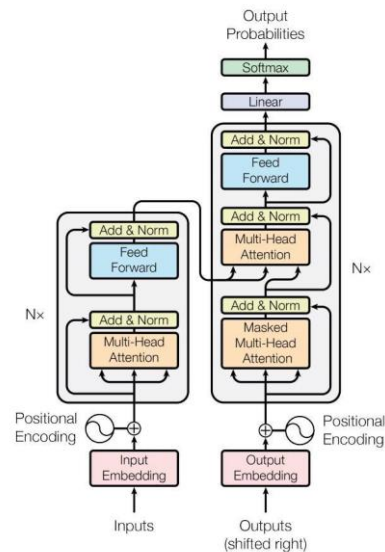 Output
Probabilities
Softmax
Linear
Add & Norm
Feed
Forward
Add & Norm
Multi-Head
Attention
Add & Norm
Masked
Multi-Head
Attention
Nx
Positional
Encoding
Output
Embedding
Outputs
(shifted right)
Add & Norm
Feed
Forward
Add & Norm
Multi-Head
Attention
Nx
Positional
Encoding
Input
Embedding
Inputs